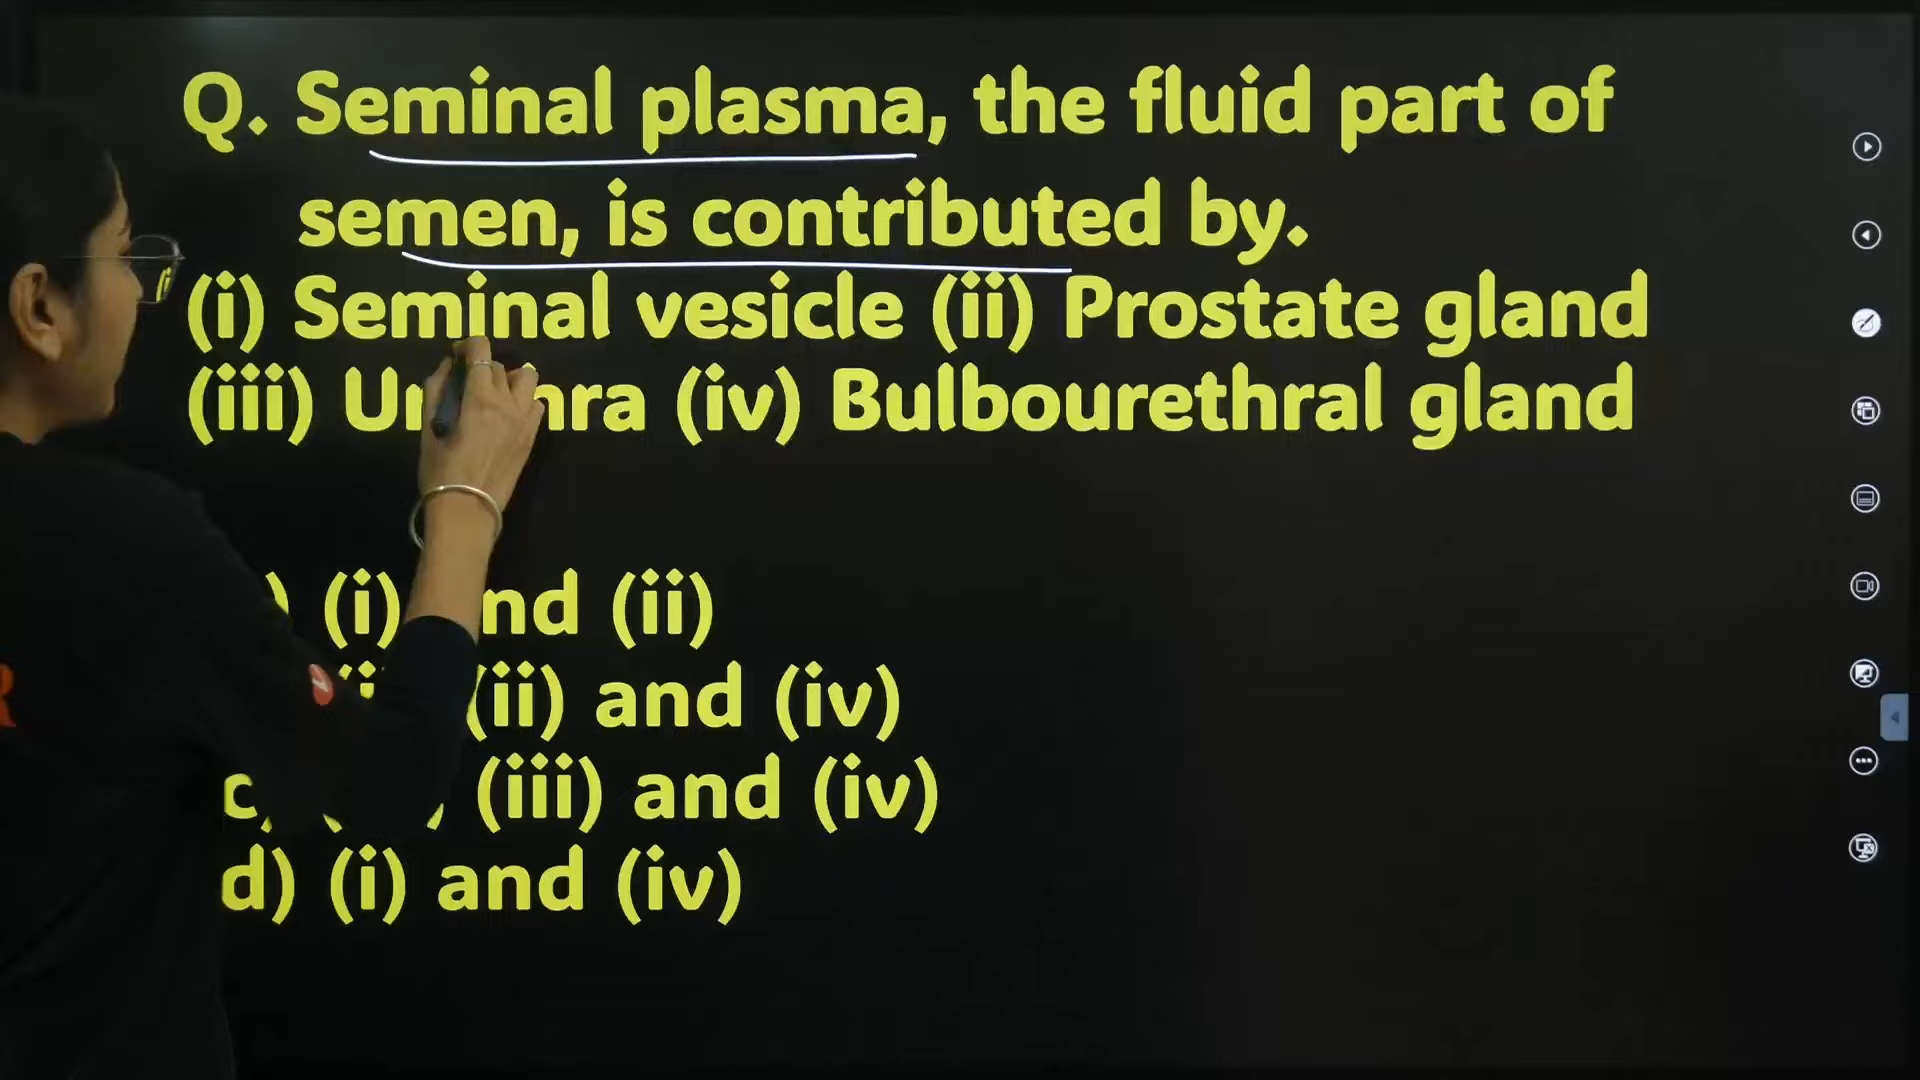 Q. Seminal plasma, the fluid part of
semen, is contributed by.
(i) Seminal vesicle (ii) Prostate gland
(iii) (iv) Bulbourethral gland
(i) and (ii)
(ii) and (iv)
c) (iii) and (iv)
d) (i) and (iv)